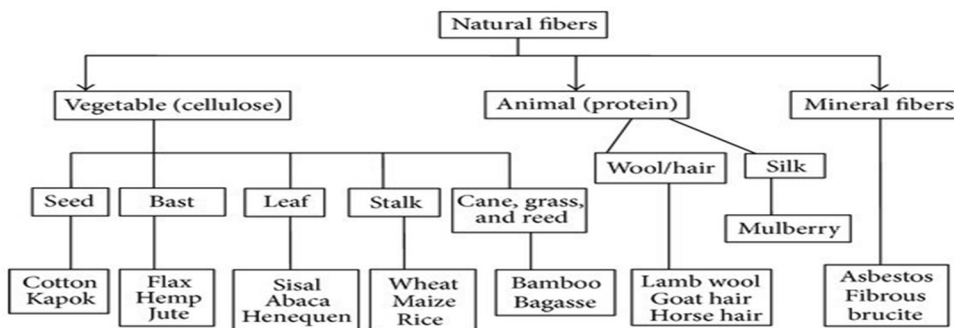 Natural fibers
Vegetable (cellulose)
Animal (protein)
Mineral fibers
Seed
Bast
Leaf
Stalk
Cane, grass,
and reed
Wool/hair
Silk
Mulberry
Cotton
Kapok
Flax
Hemp
Jute
Sisal
Abaca
Henequen
Wheat
Maize
Rice
Bamboo
Bagasse
Lamb wool
Goat hair
Horse hair
Asbestos
Fibrous
brucite